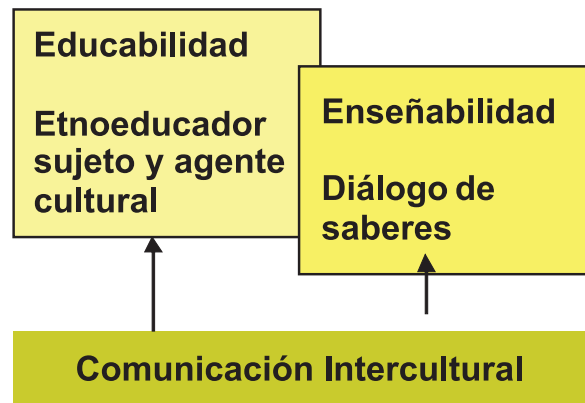 Educabilidad
Etnoeducador
sujeto y agente
cultural
Enseñabilidad
Diálogo de
saberes
Comunicación Intercultural